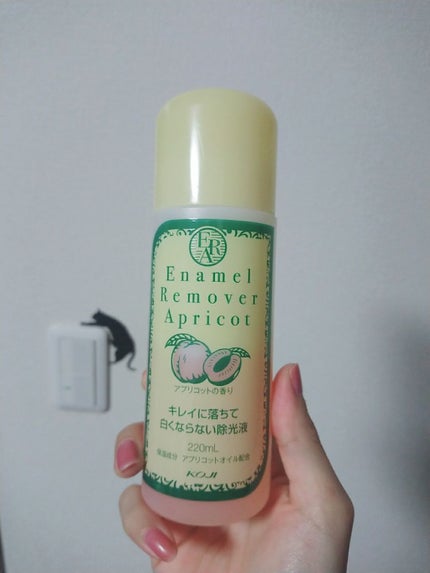 ERA
Enamel
Remover
Apricot
アプリコットの香り
キレイに落ちて
白くならない除光液
220mL
保湿成分 アプリコットオイル配合
KOJI